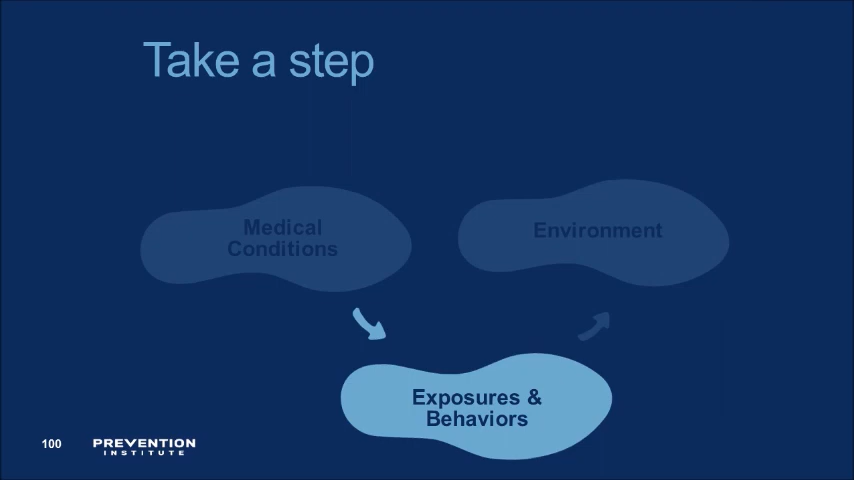 Take a step
Medical
Conditions
Environment
Exposures &
Behaviors
100
PREVENTION
INSTITUTE